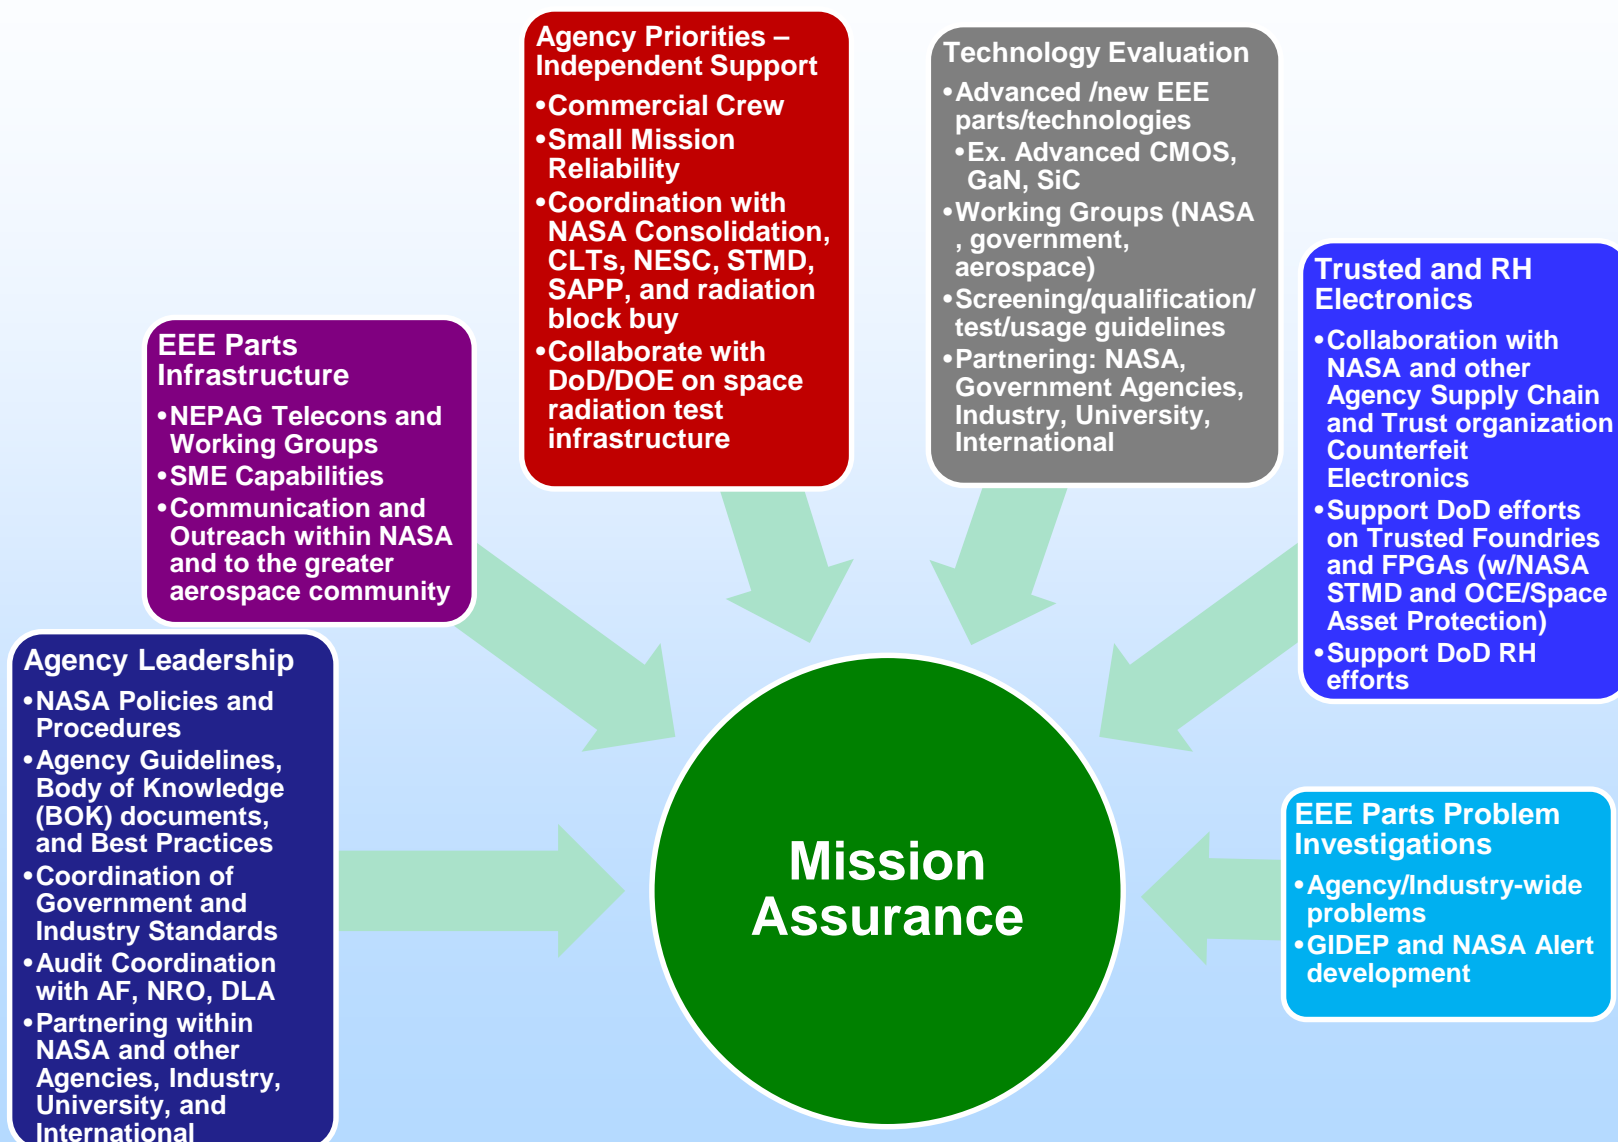 Agency Priorities –
Independent Support
•Commercial Crew
•Small Mission
Reliability
•Coordination with
NASA Consolidation,
CLTs, NESC, STMD,
SAPP, and radiation
block buy
•Collaborate with
DoD/DOE on space
radiation test
infrastructure
Technology Evaluation
•Advanced /new EEE
parts/technologies
•Ex. Advanced CMOS,
GaN, SiC
•Working Groups (NASA
, government,
aerospace)
•Screening/qualification/
test/usage guidelines
•Partnering: NASA,
Government Agencies,
Industry, University,
International
Trusted and RH
Electronics
•Collaboration with
NASA and other
Agency Supply Chain
and Trust organization
Counterfeit
Electronics
•Support DoD efforts
on Trusted Foundries
and FPGAs (w/NASA
STMD and OCE/Space
Asset Protection)
•Support DoD RH
efforts
EEE Parts
Infrastructure
•NEPAG Telecons and
Working Groups
•SME Capabilities
•Communication and
Outreach within NASA
and to the greater
aerospace community
Agency Leadership
•NASA Policies and
Procedures
•Agency Guidelines,
Body of Knowledge
(BOK) documents,
and Best Practices
•Coordination of
Government and
Industry Standards
•Audit Coordination
with AF, NRO, DLA
•Partnering within
NASA and other
Agencies, Industry,
University, and
International
Mission
Assurance
EEE Parts Problem
Investigations
•Agency/Industry-wide
problems
•GIDEP and NASA Alert
development